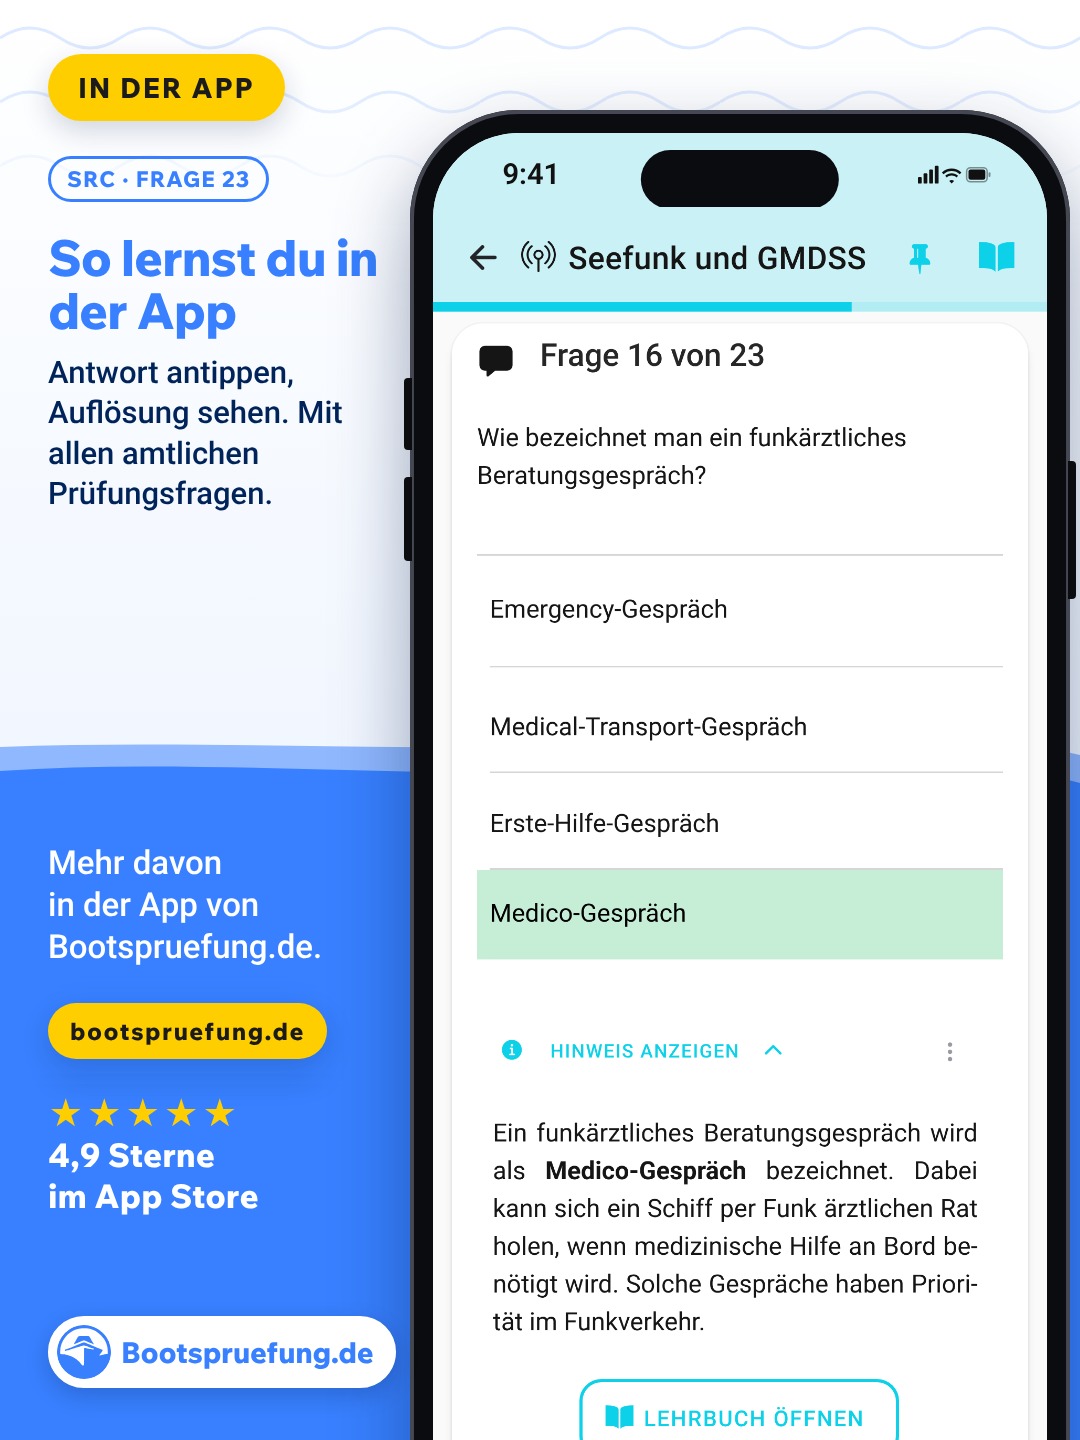 IN DER APP
SRC · FRAGE 23
So lernst du in
der App
Antwort antippen,
Auflösung sehen. Mit
allen amtlichen
Prüfungsfragen.
Mehr davon
in der App von
Bootspruefung.de.
bootspruefung.de
4,9 Sterne
im App Store
Bootspruefung.de
9:41
Seefunk und GMDSS
Frage 16 von 23
Wie bezeichnet man ein funkärztliches
Beratungsgespräch?
Emergency-Gespräch
Medical-Transport-Gespräch
Erste-Hilfe-Gespräch
Medico-Gespräch
HINWEIS ANZEIGEN
Ein funkärztliches Beratungsgespräch wird
als Medico-Gespräch bezeichnet. Dabei
kann sich ein Schiff per Funk ärztlichen Rat
holen, wenn medizinische Hilfe an Bord be-
nötigt wird. Solche Gespräche haben Priori-
tät im Funkverkehr.
LEHRBUCH ÖFFNEN